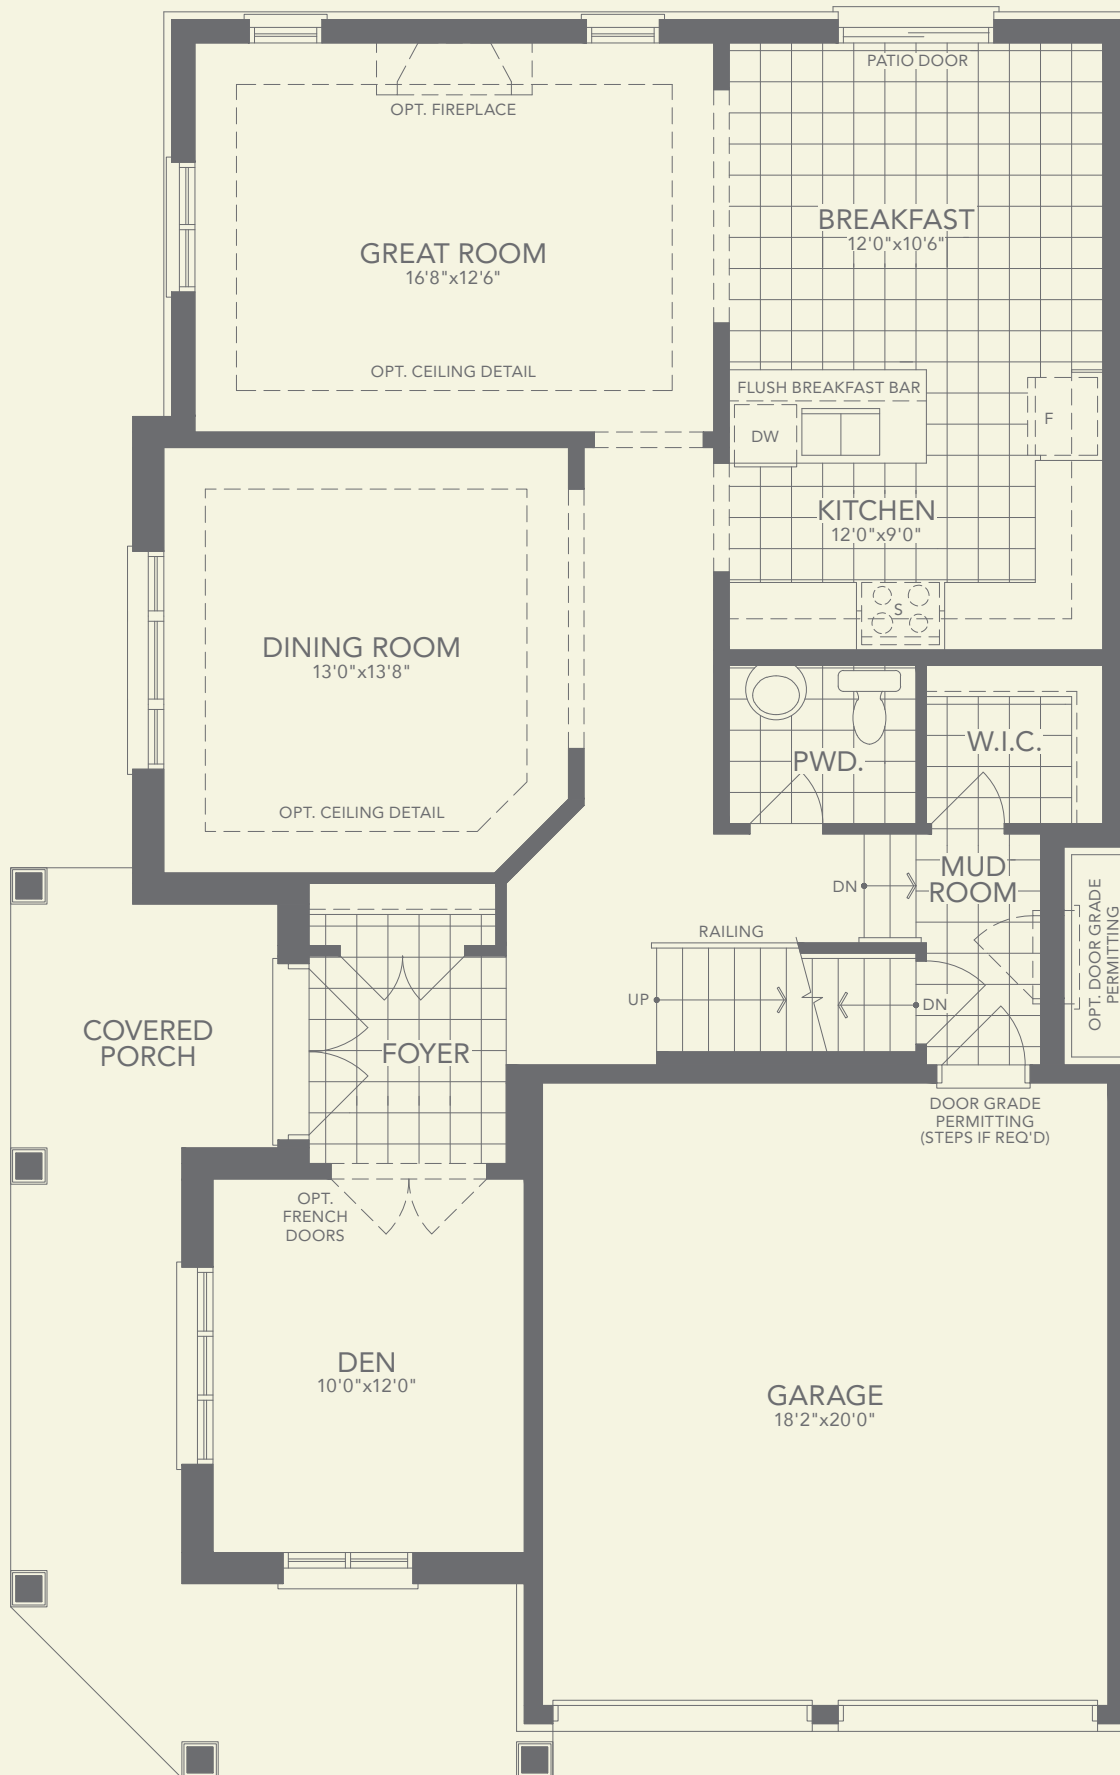 PATIO DOOR
OPT. FIREPLACE
BREAKFAST
12'0"x10'6"
GREAT ROOM
16'8"x12'6"
OPT. CEILING DETAIL
FLUSH BREAKFAST BAR
DW
F
KITCHEN
12'0"x9'0"
S
DINING ROOM
13'0"x13'8"
OPT. CEILING DETAIL
PWD.
W.I.C.
MUD
ROOM
DN
OPT. DOOR GRADE
PERMITTING
RAILING
UP
DN
COVERED
PORCH
FOYER
DOOR GRADE
PERMITTING
(STEPS IF REQ'D)
OPT.
FRENCH
DOORS
DEN
10'0"x12'0"
GARAGE
18'2"x20'0"